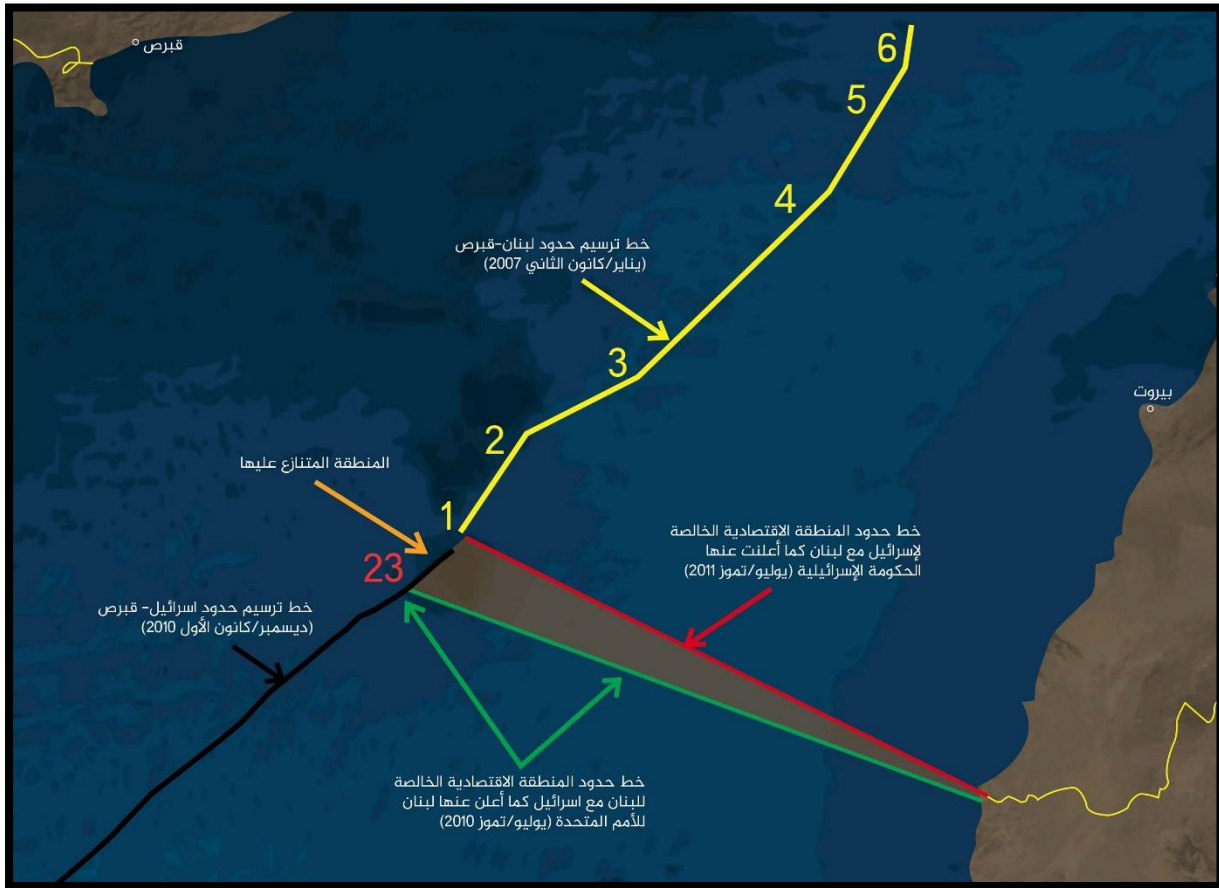 قبرص
6
5
4
خط ترسيم حدود لبنان-قبرص
(يناير/كانون الثاني 2007)
3
بيروت
2
المنطقة المتنازع عليها
1
خط حدود المنطقة الاقتصادية الخالصة
لإسرائيل مع لبنان كما أعلنت عنها
الحكومة الإسرائيلية (يوليو/تموز 2011)
23
خط ترسيم حدود اسرائيل- قبرص
(ديسمبر/كانون الأول 2010)
خط حدود المنطقة الاقتصادية الخالصة
للبنان مع اسرائيل كما أعلن عنها لبنان
للأمم المتحدة (يوليو/تموز 2010)